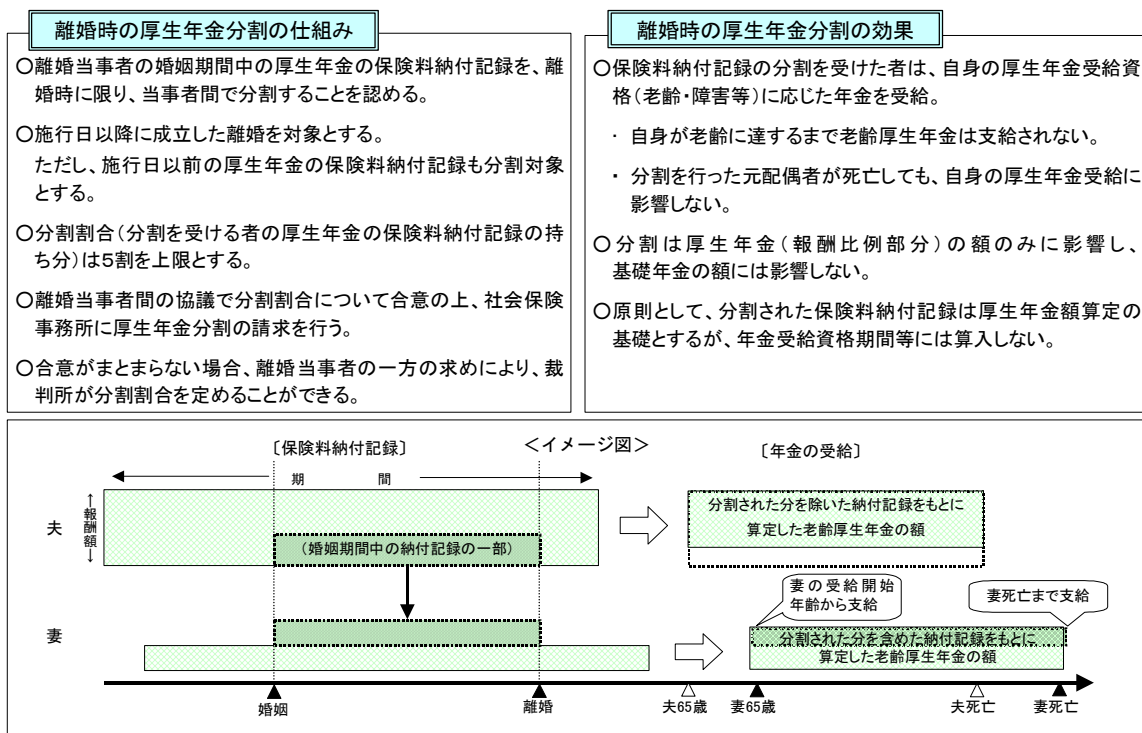 離婚時の厚生年金分割の仕組み
○離婚当事者の婚姻期間中の厚生年金の保険料納付記録を、離
婚時に限り、当事者間で分割することを認める。
○施行日以降に成立した離婚を対象とする。
ただし、施行日以前の厚生年金の保険料納付記録も分割対象
とする。
○分割割合(分割を受ける者の厚生年金の保険料納付記録の持
ち分)は5割を上限とする。
○離婚当事者間の協議で分割割合について合意の上、社会保険
事務所に厚生年金分割の請求を行う。
○合意がまとまらない場合、離婚当事者の一方の求めにより、裁
判所が分割割合を定めることができる。
離婚時の厚生年金分割の効果
○保険料納付記録の分割を受けた者は、自身の厚生年金受給資
格(老齢・障害等)に応じた年金を受給。
・ 自身が老齢に達するまで老齢厚生年金は支給されない。
・ 分割を行った元配偶者が死亡しても、自身の厚生年金受給に
影響しない。
○分割は厚生年金(報酬比例部分)の額のみに影響し、
基礎年金の額には影響しない。
○原則として、分割された保険料納付記録は厚生年金額算定の
基礎とするが、年金受給資格期間等には算入しない。
<イメージ図>
〔保険料納付記録〕
〔年金の受給〕
期 間
夫
←報酬額→
(婚姻期間中の納付記録の一部)
分割された分を除いた納付記録をもとに
算定した老齢厚生年金の額
妻の受給開始
年齢から支給
妻死亡まで支給
妻
分割された分を含めた納付記録をもとに
算定した老齢厚生年金の額
婚姻
離婚
夫65歳
妻65歳
夫死亡
妻死亡